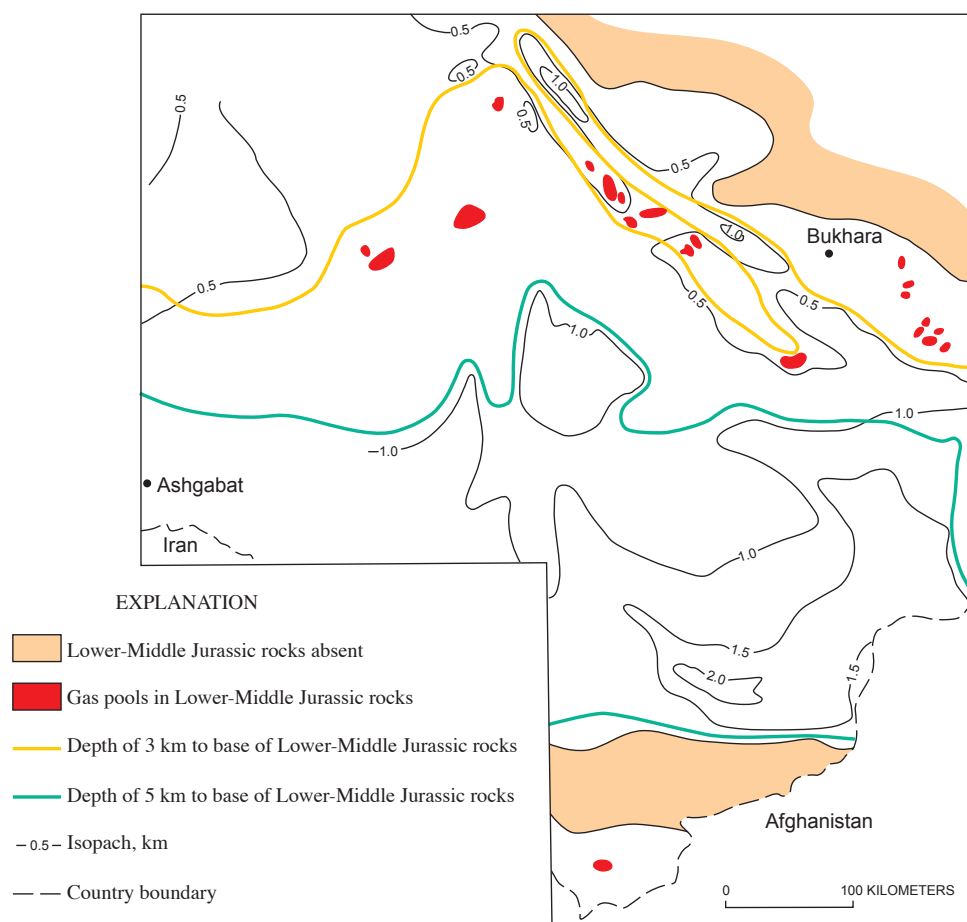 0.5
0.5
1.0
0.5
0.5
0.5
1.0
Bukhara
0.5
0.5
0.5
1.0
1.0
–1.0
Ashgabat
Iran
1.0
1.5
2.0
1.5
EXPLANATION
Lower-Middle Jurassic rocks absent
Gas pools in Lower-Middle Jurassic rocks
Depth of 3 km to base of Lower-Middle Jurassic rocks
Depth of 5 km to base of Lower-Middle Jurassic rocks
– 0.5 – Isopach, km
Country boundary
Afghanistan
0 100 KILOMETERS